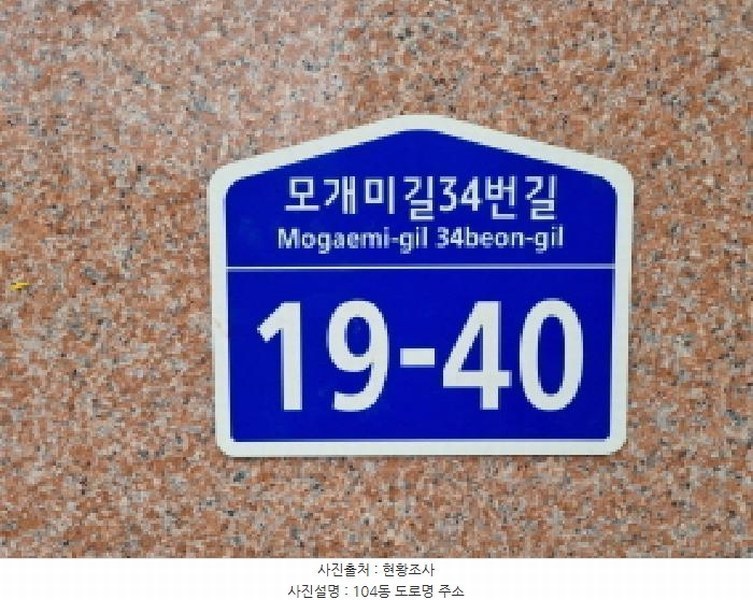 모개미길34번길
Mogaemi-gil 34beon-gil
19-40
사진출처 : 현황조사
사진설명 : 104동 도로명 주소